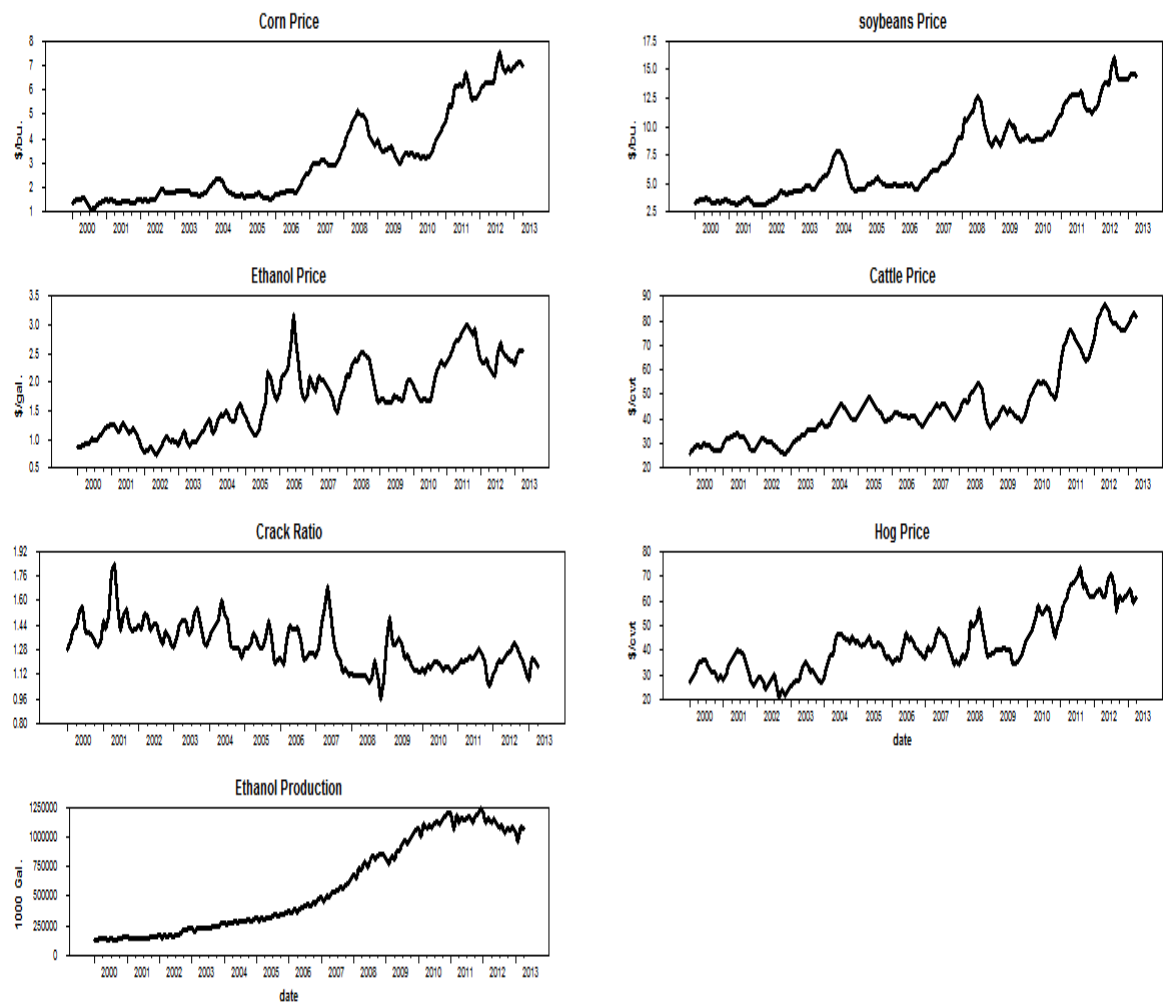 Corn Price
8
7
6
5
4
3
2
1
$/bu.
2000 2001 2002 2003 2004 2005 2006 2007 2008 2009 2010 2011 2012 2013
soybeans Price
17.5
15.0
12.5
10.0
7.5
5.0
2.5
$/bu.
2000 2001 2002 2003 2004 2005 2006 2007 2008 2009 2010 2011 2012 2013
Ethanol Price
3.5
3.0
2.5
2.0
1.5
1.0
0.5
$/gal.
2000 2001 2002 2003 2004 2005 2006 2007 2008 2009 2010 2011 2012 2013
Cattle Price
90
80
70
60
50
40
30
20
$/cwt
2000 2001 2002 2003 2004 2005 2006 2007 2008 2009 2010 2011 2012 2013
Crack Ratio
1.92
1.76
1.60
1.44
1.28
1.12
0.96
0.80
2000 2001 2002 2003 2004 2005 2006 2007 2008 2009 2010 2011 2012 2013
Hog Price
80
70
60
50
40
30
20
$/cwt
2000 2001 2002 2003 2004 2005 2006 2007 2008 2009 2010 2011 2012 2013
date
Ethanol Production
1250000
1000000
750000
500000
250000
0
1000 Gal.
2000 2001 2002 2003 2004 2005 2006 2007 2008 2009 2010 2011 2012 2013
date